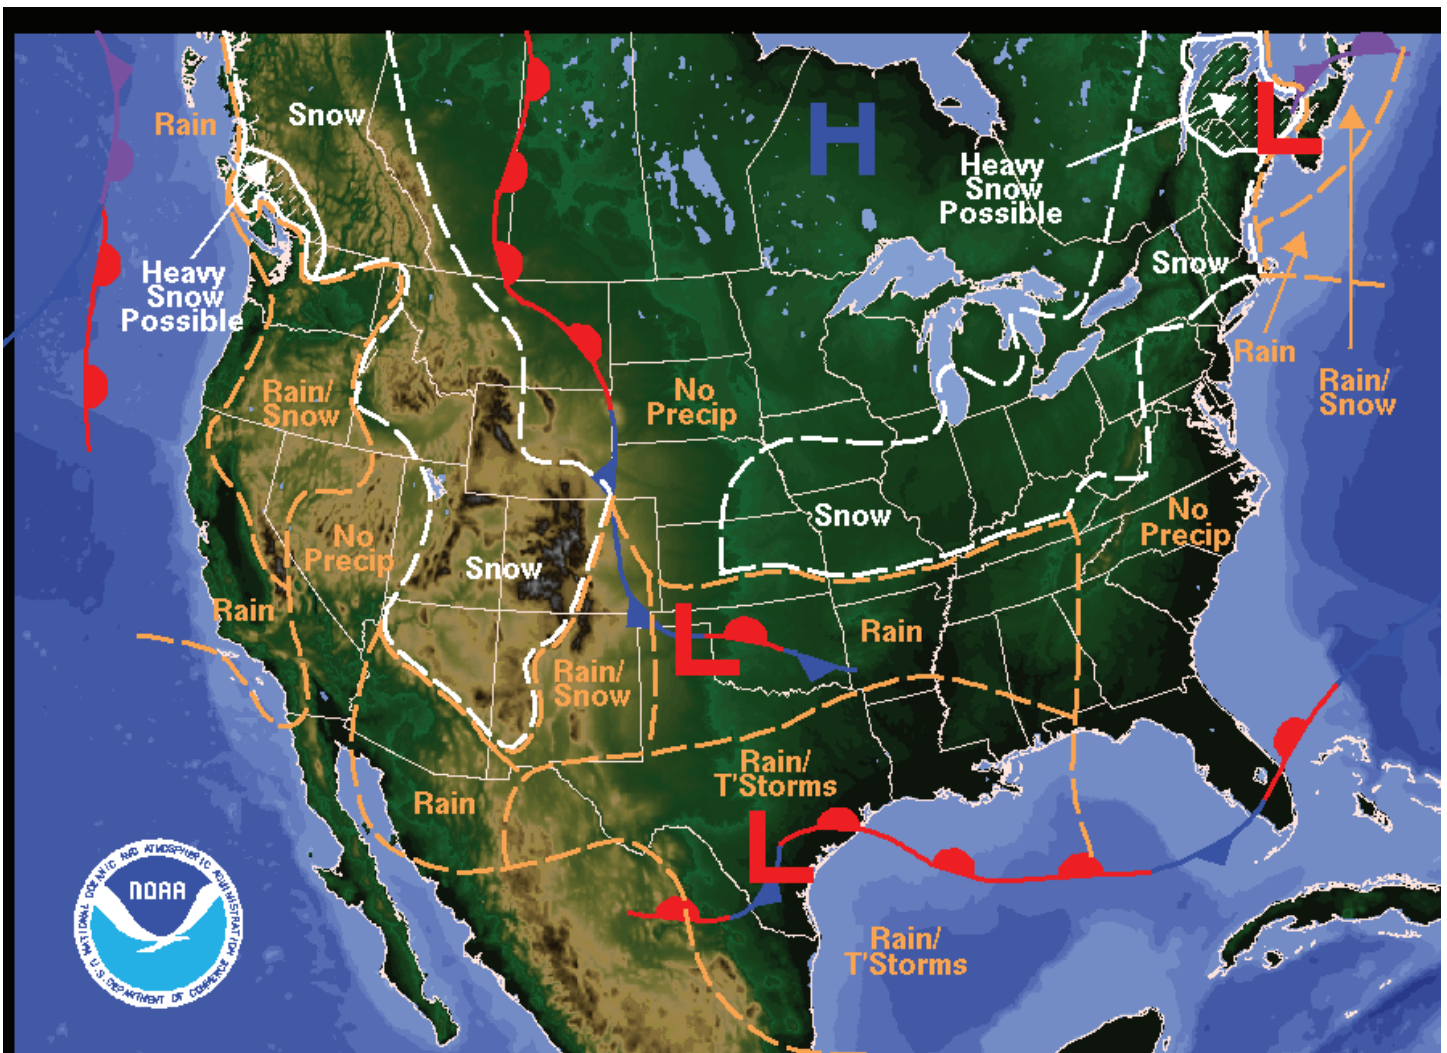 Snow
Rain
H
Heavy
Snow
Possible
Heavy
Snow
Possible
Snow
Rain
Rain/
Snow
L
Rain/
Snow
No
Precip
No
Precip
Snow
No
Precip
Snow
Rain
L
Rain
Rain/
Snow
Rain/
T'Storms
Rain
L
Rain/
T'Storms
NOAA
NATIONAL OCEANIC AND ATMOSPHERIC ADMINISTRATION
U.S. DEPARTMENT OF COMMERCE